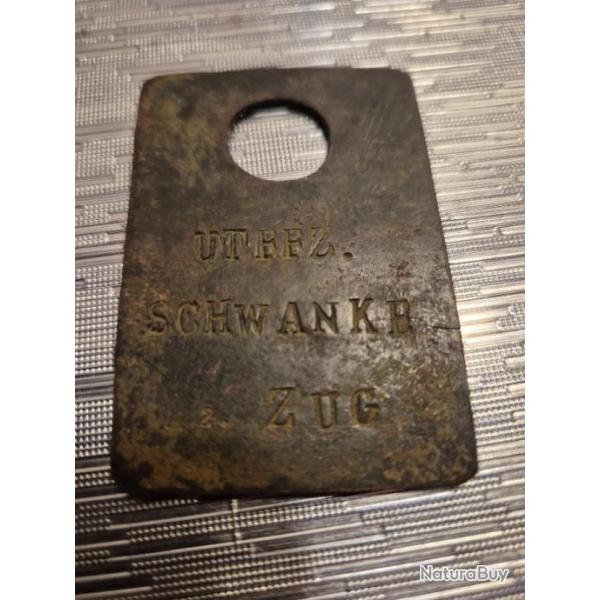 UTFFZ.
SCHWANKE
2. ZUG
NaturaBuy